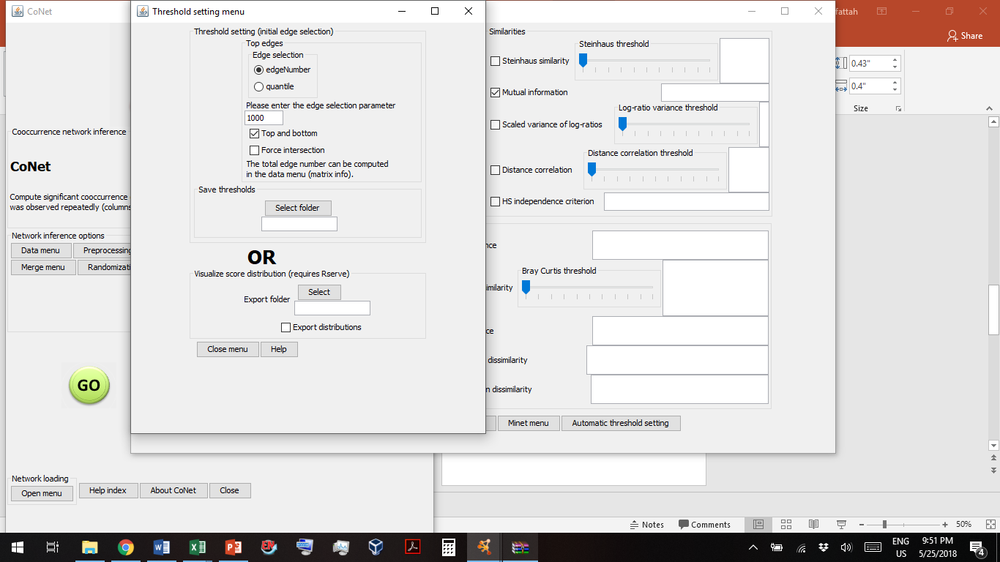 CoNet
Threshold setting menu
fattah
Share
Threshold setting (initial edge selection)
Top edges
Edge selection
edgeNumber
quantile
Please enter the edge selection parameter
1000
Top and bottom
Force intersection
The total edge number can be computed
in the data menu (matrix info).
Save thresholds
Select folder
OR
Visualize score distribution (requires Rserve)
Export folder
Select
Export distributions
Close menu
Help
Similarities
Steinhaus similarity
Steinhaus threshold
Mutual information
Scaled variance of log-ratios
Log-ratio variance threshold
Distance correlation
Distance correlation threshold
HS independence criterion
nce
imilarity
Bray Curtis threshold
ce
dissimilarity
n dissimilarity
Minet menu
Automatic threshold setting
0.43"
0.4"
Size
Cooccurrence network inference
CoNet
Compute significant cooccurrence
was observed repeatedly (columns
Network inference options
Data menu
Preprocessing
Merge menu
Randomizati
GO
Network loading
Open menu
Help index
About CoNet
Close
Notes
Comments
50%
ENG
US
9:51 PM
5/25/2018
4